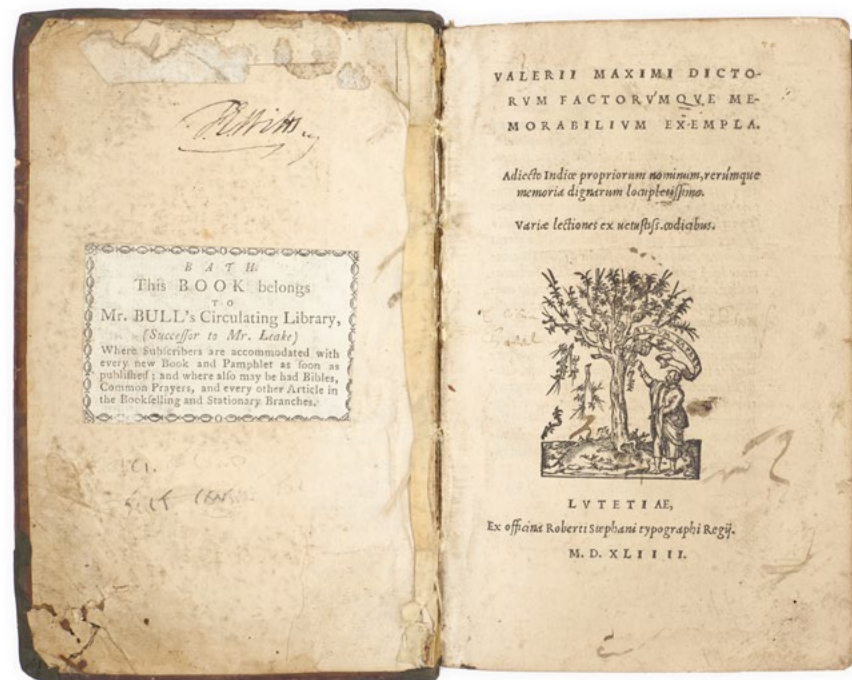 BATH.
This BOOK belongs
TO
Mr. BULL's Circulating Library,
(Succeſſor to Mr. Leake)
Where Subſcribers are accommodated with
every new Book and Pamphlet as ſoon as
publiſhed; and where alſo may be had Bibles,
Common Prayers, and every other Article in
the Bookſelling and Stationary Branches.
VALERII MAXIMI DICTO-
RVM FACTORVMQVE ME-
MORABILIVM EXEMPLA.
Adiecto Indice propriorum nominum, rerúmque
memoria dignarum locupletiſſimo.
Variæ lectiones ex uetuſtiſſ. codicibus.
LVTETIAE,
Ex officina Roberti Stephani typographi Regij.
M. D. XLIIII.